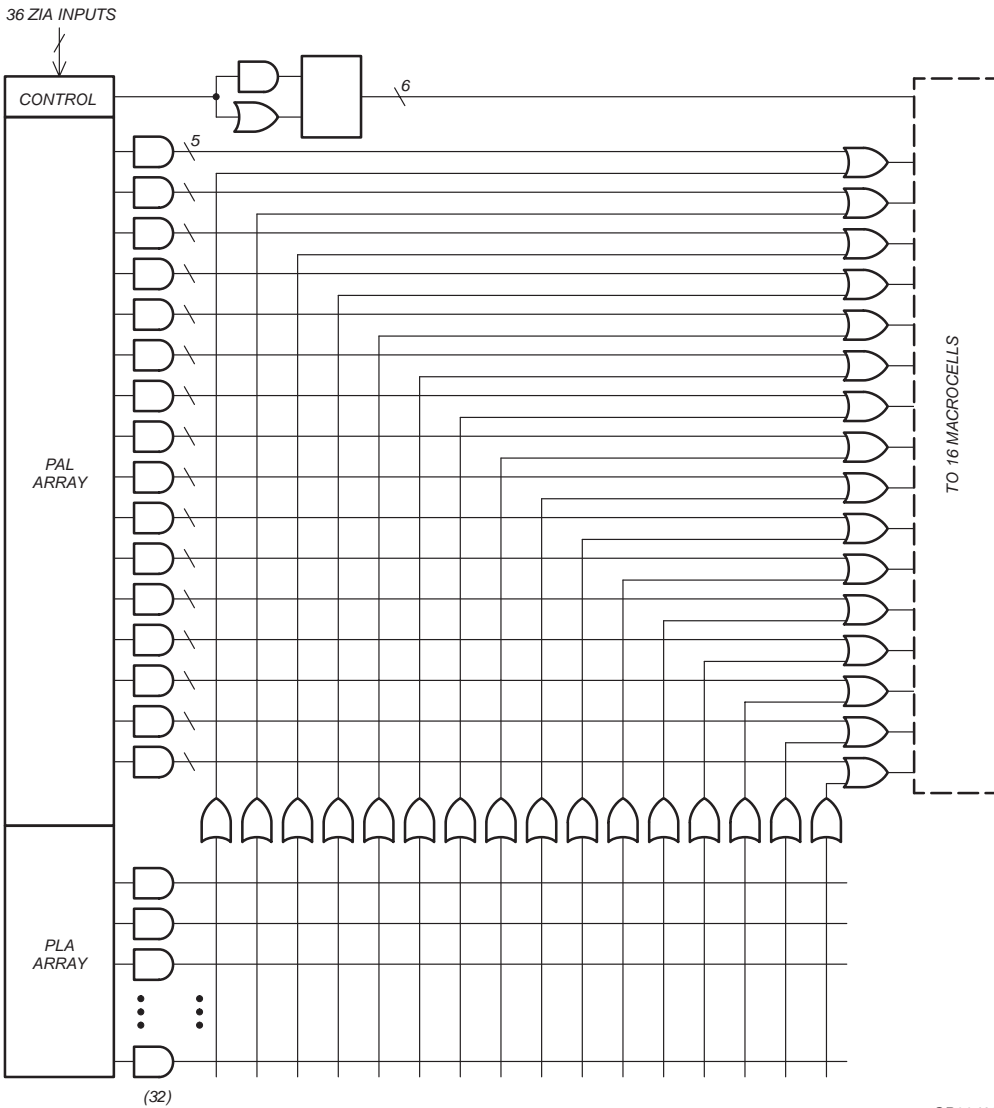 36 ZIA INPUTS
CONTROL
6
5
PAL
ARRAY
TO 16 MACROCELLS
PLA
ARRAY
(32)